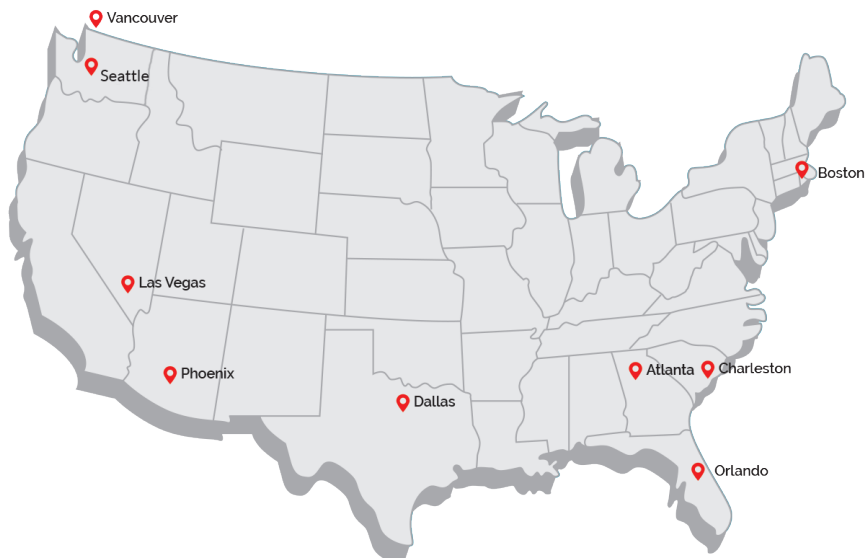 Vancouver
Seattle
Boston
Las Vegas
Phoenix
Atlanta
Charleston
Dallas
Orlando